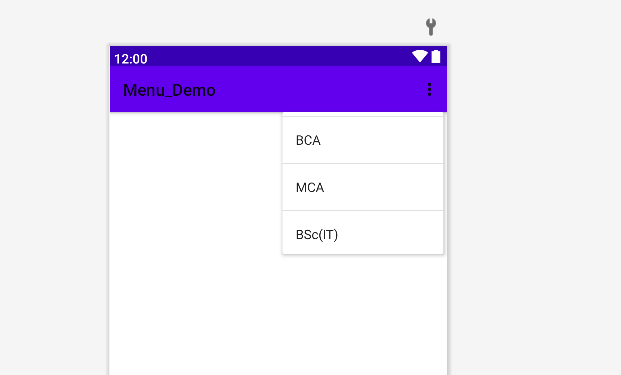 12:00
Menu_Demo
BCA
MCA
BSc(IT)